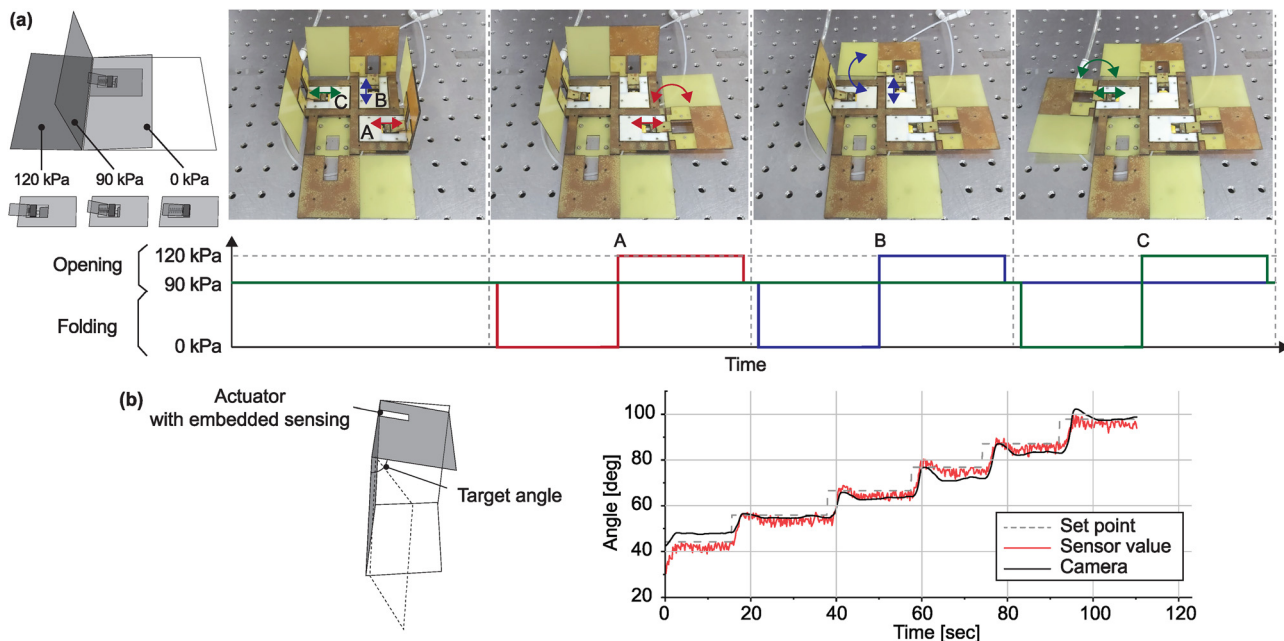 (a)
C
B
A
120 kPa 90 kPa 0 kPa
A B C
Opening
120 kPa
90 kPa
Folding
0 kPa
Time
(b)
Actuator
with embedded sensing
Target angle
Angle [deg]
100
80
60
40
20
Set point
Sensor value
Camera
0 20 40 60 80 100 120
Time [sec]